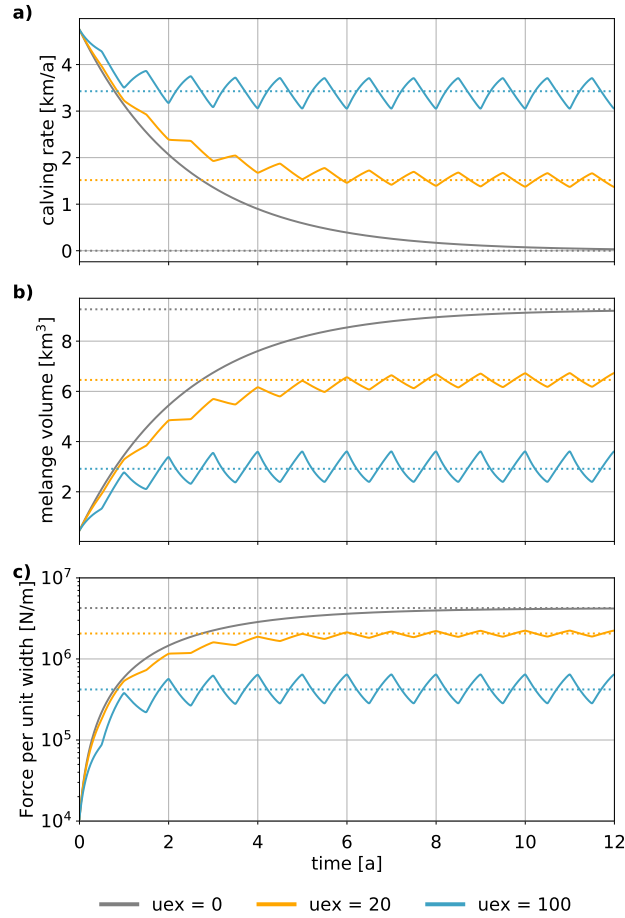 a)
calving rate [km/a]
4
3
2
1
0
b)
melange volume [km³]
8
6
4
2
c)
Force per unit width [N/m]
10⁷
10⁶
10⁵
10⁴
0 2 4 6 8 10 12
time [a]
uex = 0 uex = 20 uex = 100